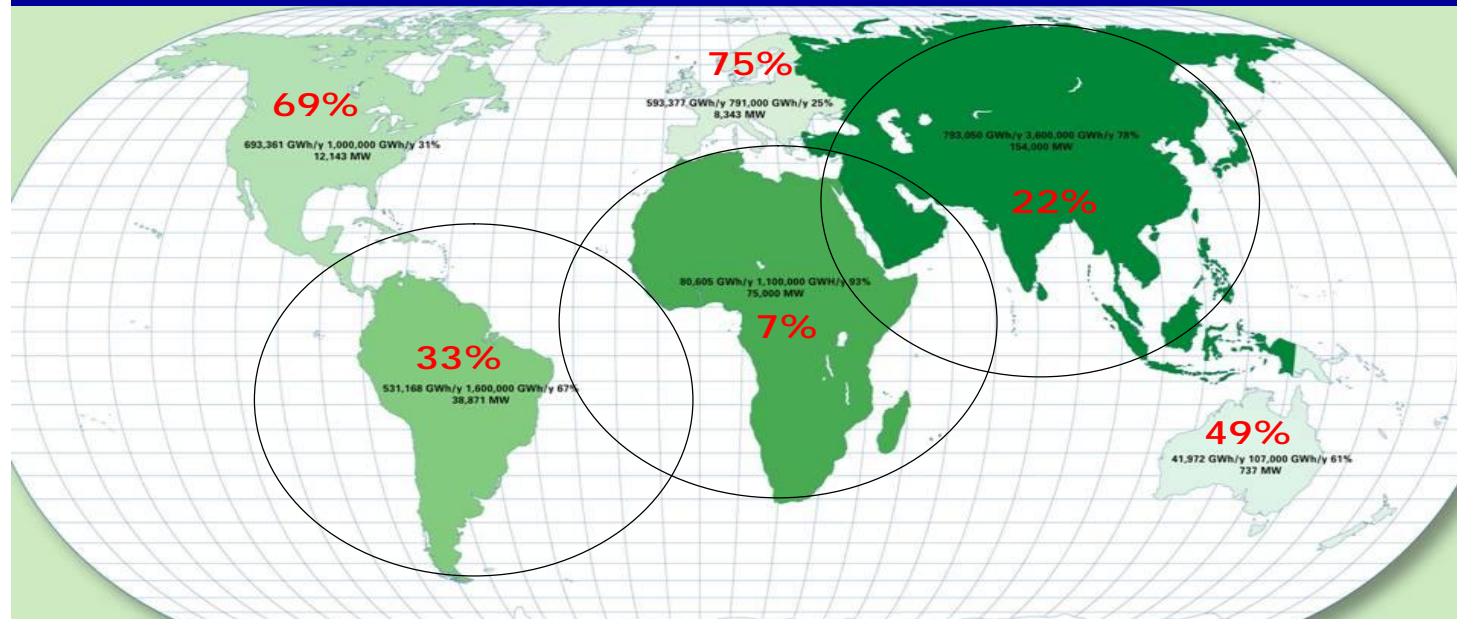 75%
593,377 GWh/y 791,000 GWh/y 25%
8,343 MW
69%
693,361 GWh/y 1,000,000 GWh/y 31%
12,143 MW
793,050 GWh/y 3,600,000 GWh/y 78%
154,000 MW
22%
80,605 GWh/y 1,100,000 GWH/y 93%
75,000 MW
7%
33%
531,168 GWh/y 1,600,000 GWh/y 67%
38,871 MW
49%
41,972 GWh/y 107,000 GWh/y 61%
737 MW